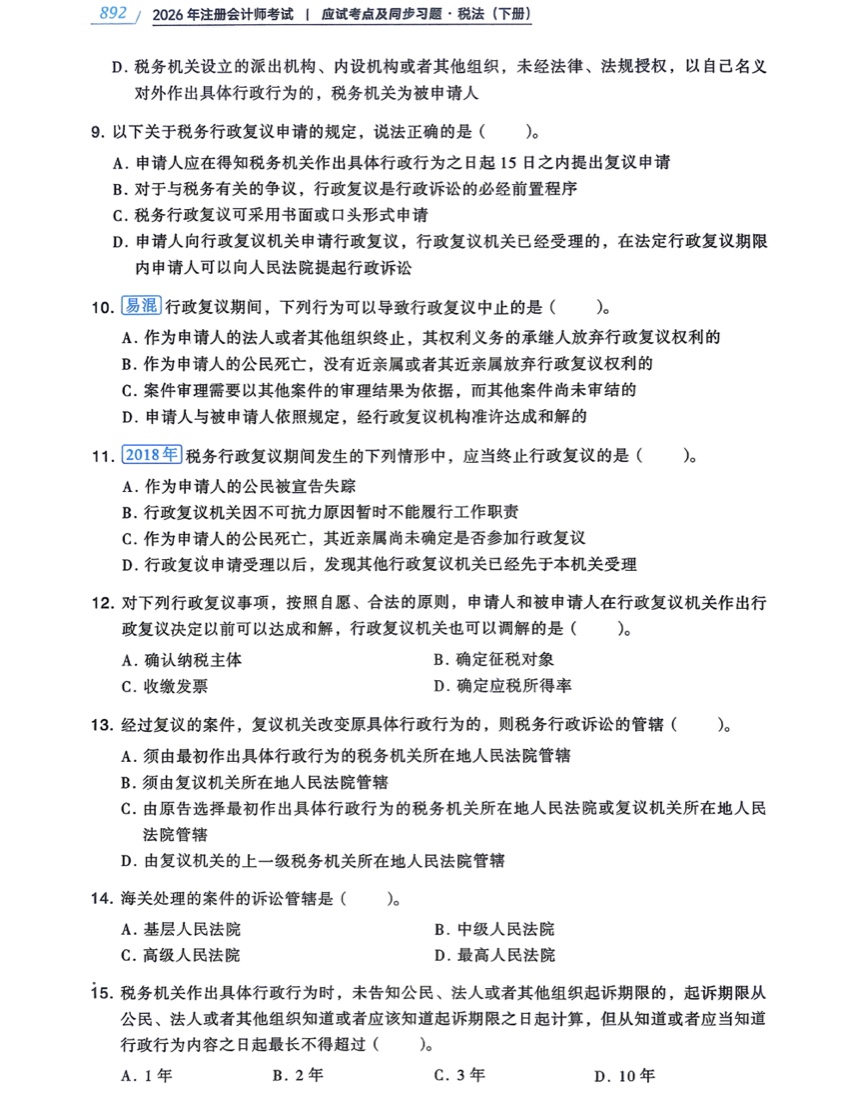 892 / 2026年注册会计师考试 | 应试考点及同步习题·税法（下册）
D. 税务机关设立的派出机构、内设机构或者其他组织，未经法律、法规授权，以自己名义
对外作出具体行政行为的，税务机关为被申请人
9. 以下关于税务行政复议申请的规定，说法正确的是（　　）。
A. 申请人应在得知税务机关作出具体行政行为之日起 15 日之内提出复议申请
B. 对于与税务有关的争议，行政复议是行政诉讼的必经前置程序
C. 税务行政复议可采用书面或口头形式申请
D. 申请人向行政复议机关申请行政复议，行政复议机关已经受理的，在法定行政复议期限
内申请人可以向人民法院提起行政诉讼
10. 易混 行政复议期间，下列行为可以导致行政复议中止的是（　　）。
A. 作为申请人的法人或者其他组织终止，其权利义务的承继人放弃行政复议权利的
B. 作为申请人的公民死亡，没有近亲属或者其近亲属放弃行政复议权利的
C. 案件审理需要以其他案件的审理结果为依据，而其他案件尚未审结的
D. 申请人与被申请人依照规定，经行政复议机构准许达成和解的
11. 2018年 税务行政复议期间发生的下列情形中，应当终止行政复议的是（　　）。
A. 作为申请人的公民被宣告失踪
B. 行政复议机关因不可抗力原因暂时不能履行工作职责
C. 作为申请人的公民死亡，其近亲属尚未确定是否参加行政复议
D. 行政复议申请受理以后，发现其他行政复议机关已经先于本机关受理
12. 对下列行政复议事项，按照自愿、合法的原则，申请人和被申请人在行政复议机关作出行
政复议决定以前可以达成和解，行政复议机关也可以调解的是（　　）。
A. 确认纳税主体　　B. 确定征税对象
C. 收缴发票　　D. 确定应税所得率
13. 经过复议的案件，复议机关改变原具体行政行为的，则税务行政诉讼的管辖（　　）。
A. 须由最初作出具体行政行为的税务机关所在地人民法院管辖
B. 须由复议机关所在地人民法院管辖
C. 由原告选择最初作出具体行政行为的税务机关所在地人民法院或复议机关所在地人民
法院管辖
D. 由复议机关的上一级税务机关所在地人民法院管辖
14. 海关处理的案件的诉讼管辖是（　　）。
A. 基层人民法院　　B. 中级人民法院
C. 高级人民法院　　D. 最高人民法院
15. 税务机关作出具体行政行为时，未告知公民、法人或者其他组织起诉期限的，起诉期限从
公民、法人或者其他组织知道或者应该知道起诉期限之日起计算，但从知道或者应当知道
行政行为内容之日起最长不得超过（　　）。
A. 1 年　　B. 2 年　　C. 3 年　　D. 10 年